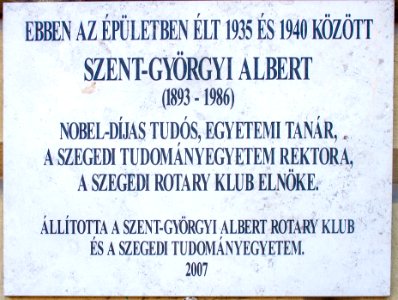 EBBEN AZ ÉPÜLETBEN ÉLT 1935 ÉS 1940 KÖZÖTT
SZENT-GYÖRGYI ALBERT
(1893 - 1986)
NOBEL-DÍJAS TUDÓS, EGYETEMI TANÁR,
A SZEGEDI TUDOMÁNYEGYETEM REKTORA,
A SZEGEDI ROTARY KLUB ELNÖKE.
ÁLLÍTOTTA A SZENT-GYÖRGYI ALBERT ROTARY KLUB
ÉS A SZEGEDI TUDOMÁNYEGYETEM.
2007